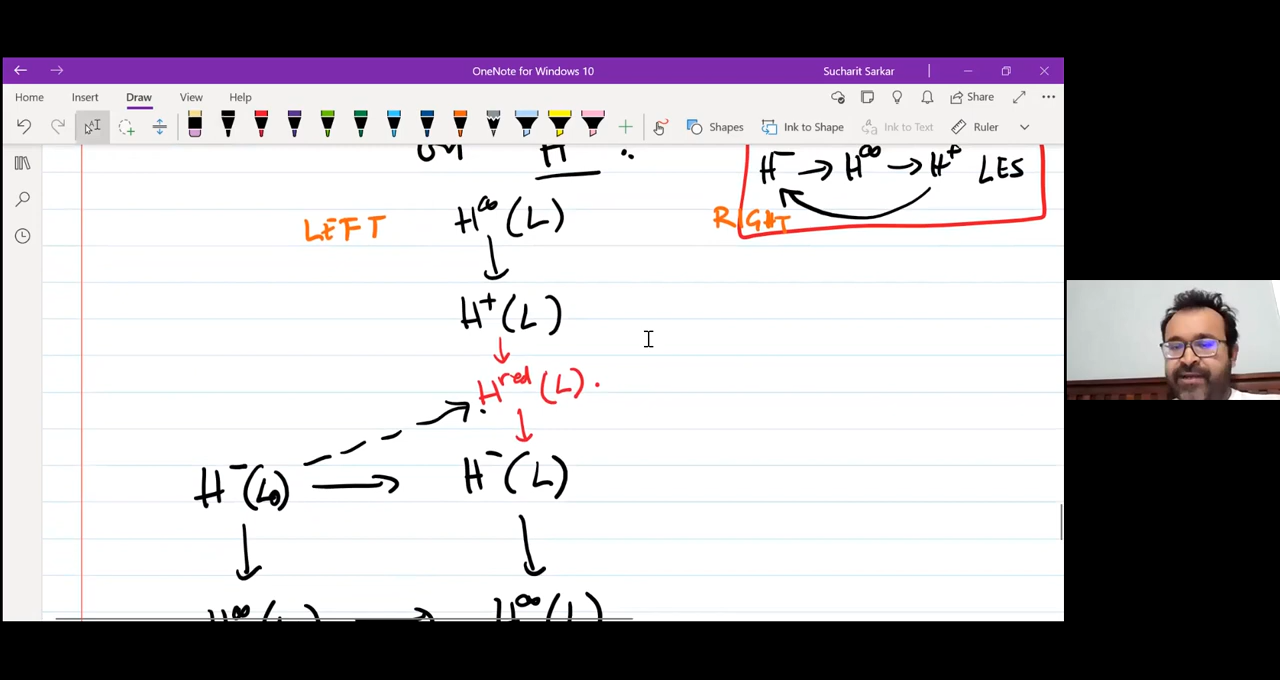 OneNote for Windows 10
Sucharit Sarkar
Home Insert Draw View Help
Share
Shapes Ink to Shape Ink to Text Ruler
on H :
H⁻ → H^∞ → H⁺ LES
LEFT
H^∞(L)
RIGHT
↓
H⁺(L)
↓
H^red(L).
↓
H⁻(L₀) → H⁻(L)
↓ ↓
H^∞( → H^∞(L)